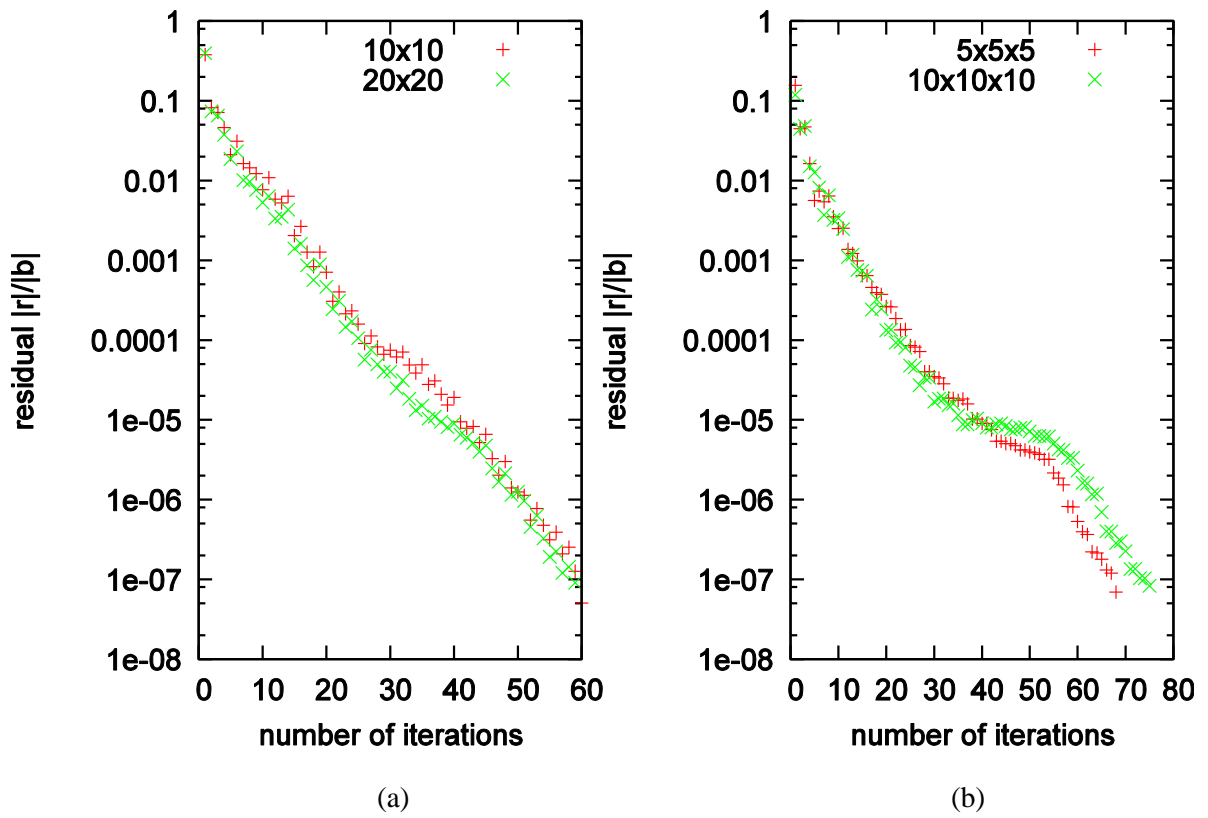 1
0.1
0.01
0.001
0.0001
1e-05
1e-06
1e-07
1e-08
residual |r|/|b|
10x10
20x20
0 10 20 30 40 50 60
number of iterations
(a)
1
0.1
0.01
0.001
0.0001
1e-05
1e-06
1e-07
1e-08
residual |r|/|b|
5x5x5
10x10x10
0 10 20 30 40 50 60 70 80
number of iterations
(b)